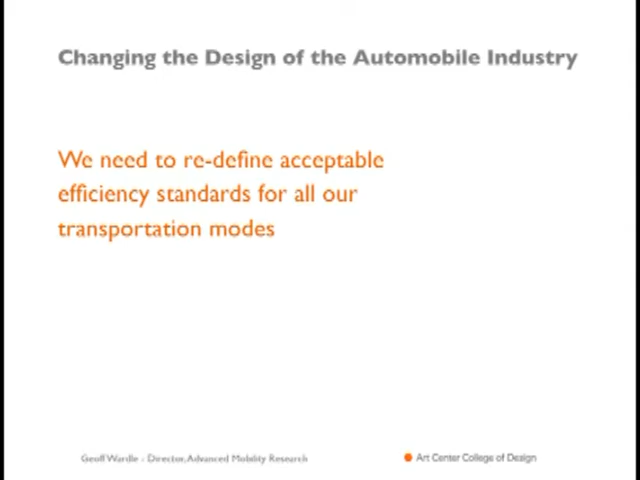 Changing the Design of the Automobile Industry
We need to re-define acceptable
efficiency standards for all our
transportation modes
Geoff Wardle - Director, Advanced Mobility Research
Art Center College of Design